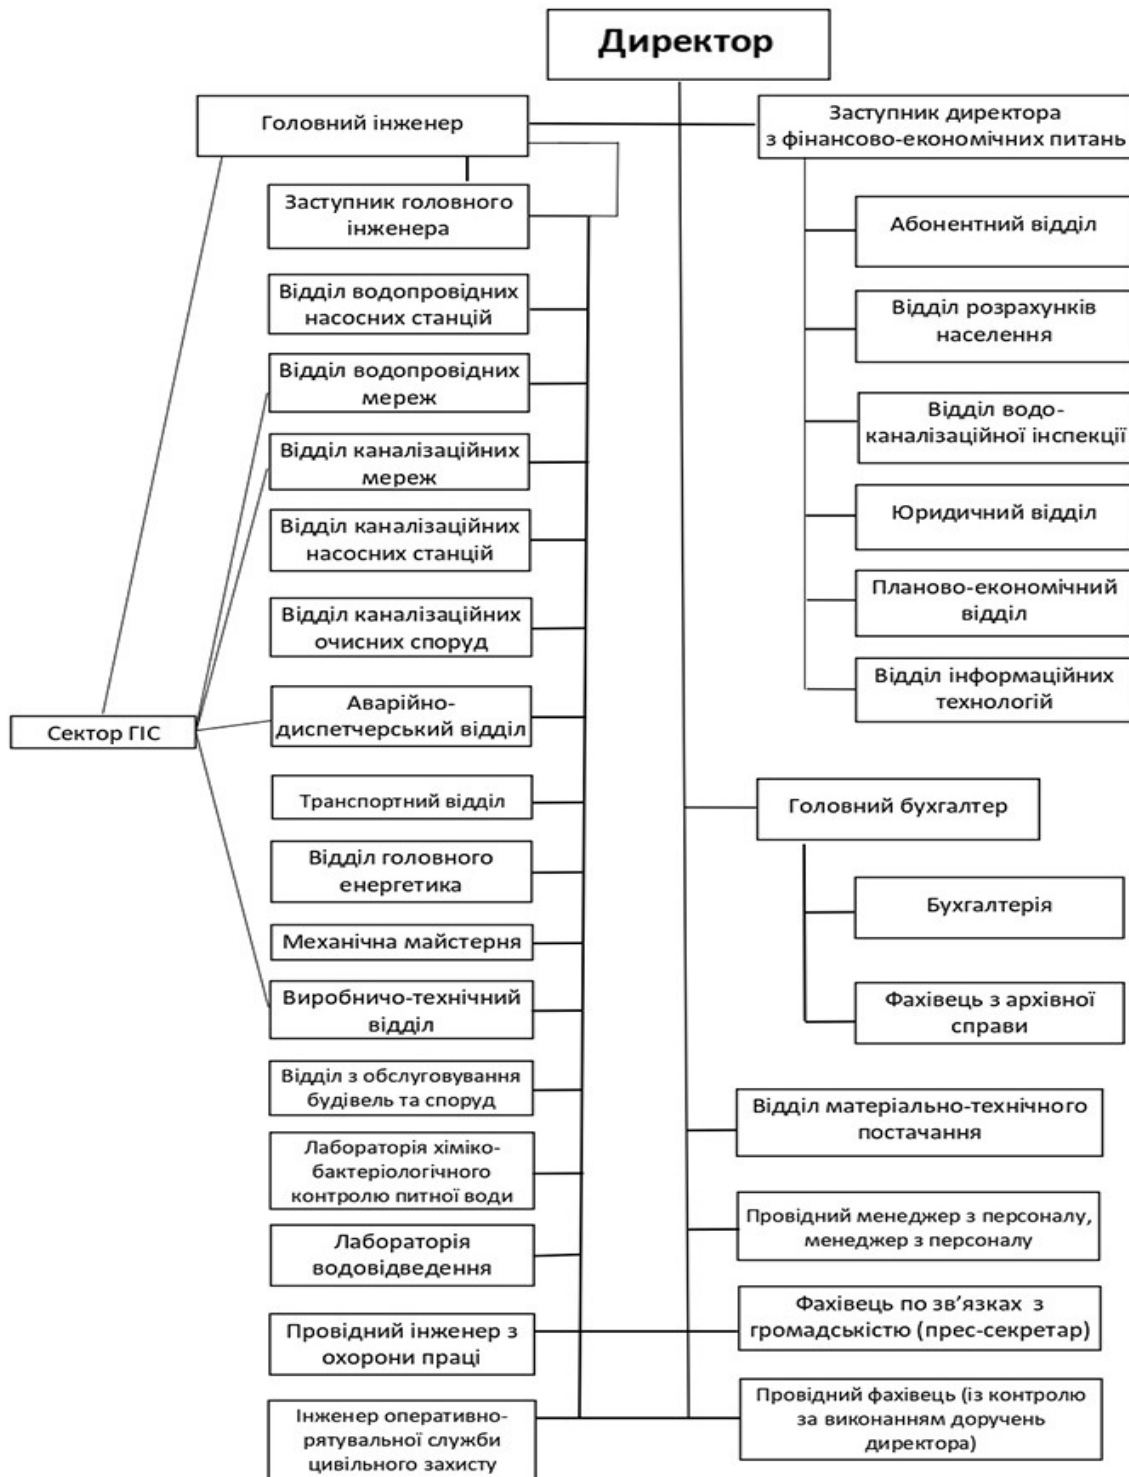 Директор
Головний інженер
Заступник директора
з фінансово-економічних питань
Заступник головного
інженера
Відділ водопровідних
насосних станцій
Відділ водопровідних
мереж
Відділ каналізаційних
мереж
Відділ каналізаційних
насосних станцій
Відділ каналізаційних
очисних споруд
Аварійно-
диспетчерський відділ
Сектор ГІС
Транспортний відділ
Відділ головного
енергетика
Механічна майстерня
Виробничо-технічний
відділ
Відділ з обслуговування
будівель та споруд
Лабораторія хіміко-
бактеріологічного
контролю питної води
Лабораторія
водовідведення
Провідний інженер з
охорони праці
Інженер оперативно-
рятувальної служби
цивільного захисту
Абонентний відділ
Відділ розрахунків
населення
Відділ водо-
каналізаційної інспекції
Юридичний відділ
Планово-економічний
відділ
Відділ інформаційних
технологій
Головний бухгалтер
Бухгалтерія
Фахівець з архівної
справи
Відділ матеріально-технічного
постачання
Провідний менеджер з персоналу,
менеджер з персоналу
Фахівець по зв’язках з
громадськістю (прес-секретар)
Провідний фахівець (із контролю
за виконанням доручень
директора)